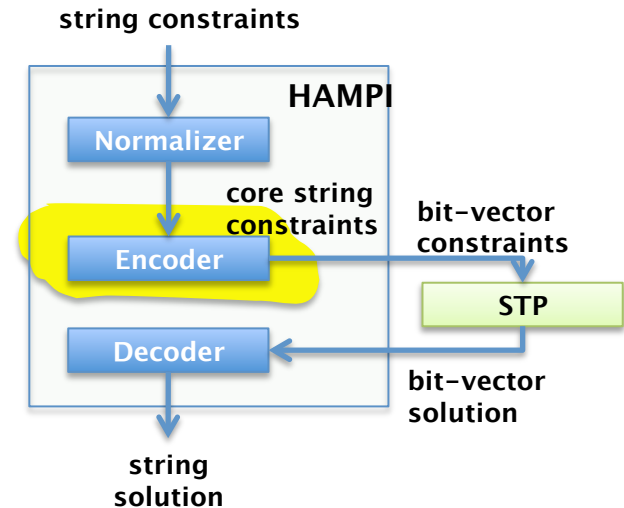 string constraints
HAMPI
Normalizer
core string
constraints
bit-vector
constraints
Encoder
STP
Decoder
bit-vector
solution
string
solution